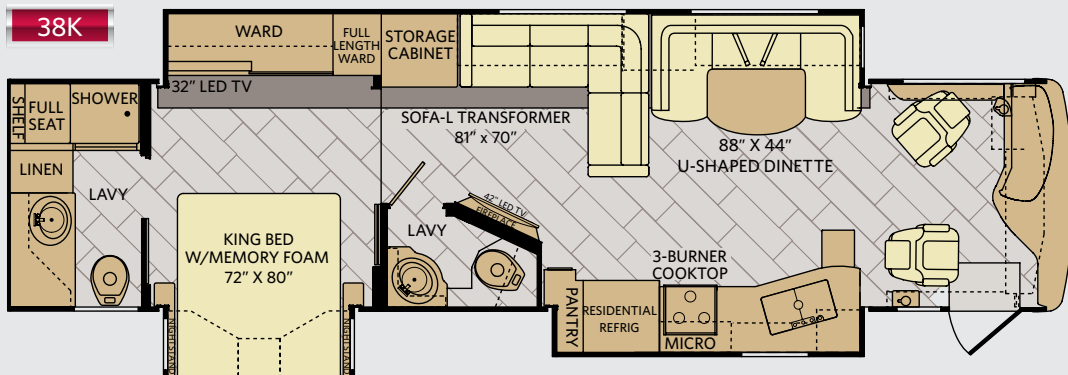 38K
WARD
FULL
LENGTH
WARD
STORAGE
CABINET
32" LED TV
SHELF
FULL
SEAT
SHOWER
LINEN
LAVY
SOFA-L TRANSFORMER
81" x 70"
88" X 44"
U-SHAPED DINETTE
KING BED
W/MEMORY FOAM
72" X 80"
NIGHTSTAND
NIGHTSTAND
LAVY
42" LED TV
FIREPLACE
3-BURNER
COOKTOP
PANTRY
RESIDENTIAL
REFRIG
MICRO